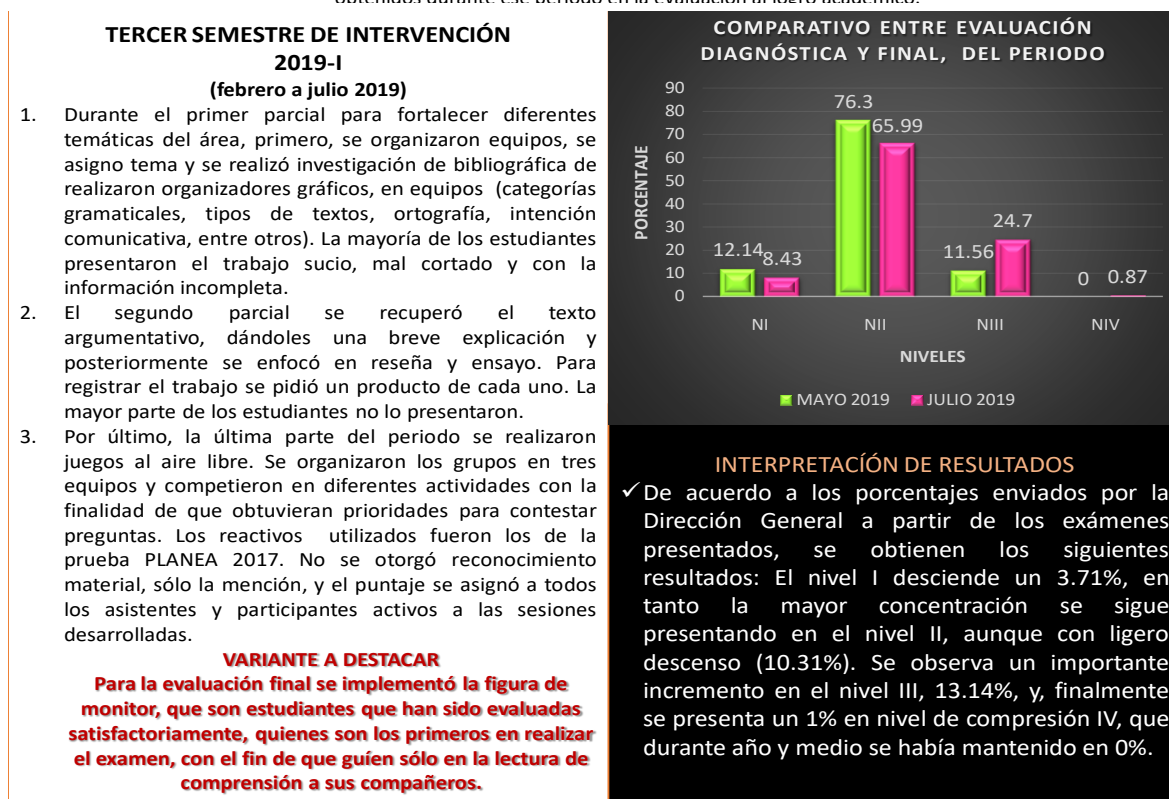 obtenidos durante ese periodo en la evaluación al logro académico.
TERCER SEMESTRE DE INTERVENCIÓN
2019-I
(febrero a julio 2019)
1. Durante el primer parcial para fortalecer diferentes
temáticas del área, primero, se organizaron equipos, se
asigno tema y se realizó investigación de bibliográfica de
realizaron organizadores gráficos, en equipos (categorías
gramaticales, tipos de textos, ortografía, intención
comunicativa, entre otros). La mayoría de los estudiantes
presentaron el trabajo sucio, mal cortado y con la
información incompleta.
2. El segundo parcial se recuperó el texto
argumentativo, dándoles una breve explicación y
posteriormente se enfocó en reseña y ensayo. Para
registrar el trabajo se pidió un producto de cada uno. La
mayor parte de los estudiantes no lo presentaron.
3. Por último, la última parte del periodo se realizaron
juegos al aire libre. Se organizaron los grupos en tres
equipos y competieron en diferentes actividades con la
finalidad de que obtuvieran prioridades para contestar
preguntas. Los reactivos utilizados fueron los de la
prueba PLANEA 2017. No se otorgó reconocimiento
material, sólo la mención, y el puntaje se asignó a todos
los asistentes y participantes activos a las sesiones
desarrolladas.
VARIANTE A DESTACAR
Para la evaluación final se implementó la figura de
monitor, que son estudiantes que han sido evaluadas
satisfactoriamente, quienes son los primeros en realizar
el examen, con el fin de que guíen sólo en la lectura de
comprensión a sus compañeros.
COMPARATIVO ENTRE EVALUACIÓN
DIAGNÓSTICA Y FINAL, DEL PERIODO
PORCENTAJE
90
80
70
60
50
40
30
20
10
0
12.14
8.43
76.3
65.99
11.56
24.7
0
0.87
NI
NII
NIII
NIV
NIVELES
MAYO 2019
JULIO 2019
INTERPRETACÍÓN DE RESULTADOS
✓ De acuerdo a los porcentajes enviados por la
Dirección General a partir de los exámenes
presentados, se obtienen los siguientes
resultados: El nivel I desciende un 3.71%, en
tanto la mayor concentración se sigue
presentando en el nivel II, aunque con ligero
descenso (10.31%). Se observa un importante
incremento en el nivel III, 13.14%, y, finalmente
se presenta un 1% en nivel de compresión IV, que
durante año y medio se había mantenido en 0%.